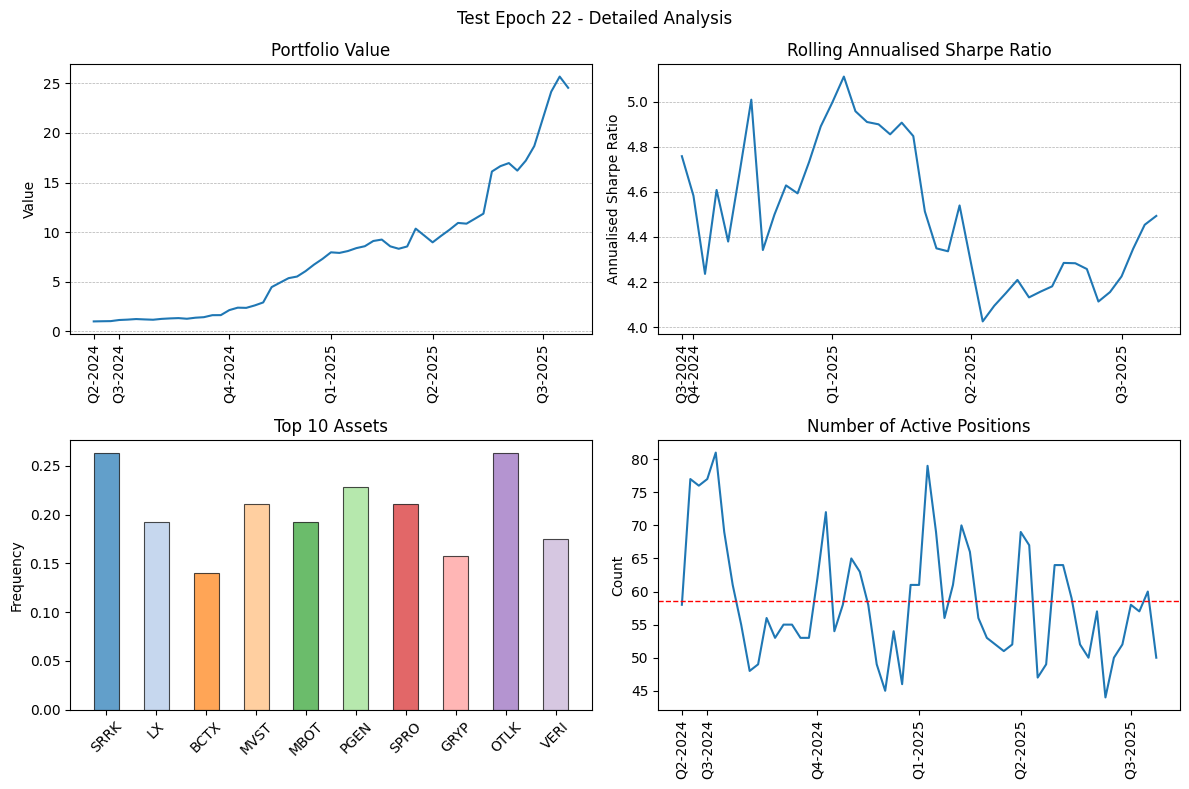 Test Epoch 22 - Detailed Analysis
Portfolio Value
Value
25
20
15
10
5
0
Q2-2024
Q3-2024
Q4-2024
Q1-2025
Q2-2025
Q3-2025
Rolling Annualised Sharpe Ratio
Annualised Sharpe Ratio
5.0
4.8
4.6
4.4
4.2
4.0
Q3-2024
Q4-2024
Q1-2025
Q2-2025
Q3-2025
Top 10 Assets
Frequency
0.25
0.20
0.15
0.10
0.05
0.00
SRRK
LX
BCTX
MVST
MBOT
PGEN
SPRO
GRYP
OTLK
VERI
Number of Active Positions
Count
80
75
70
65
60
55
50
45
Q2-2024
Q3-2024
Q4-2024
Q1-2025
Q2-2025
Q3-2025